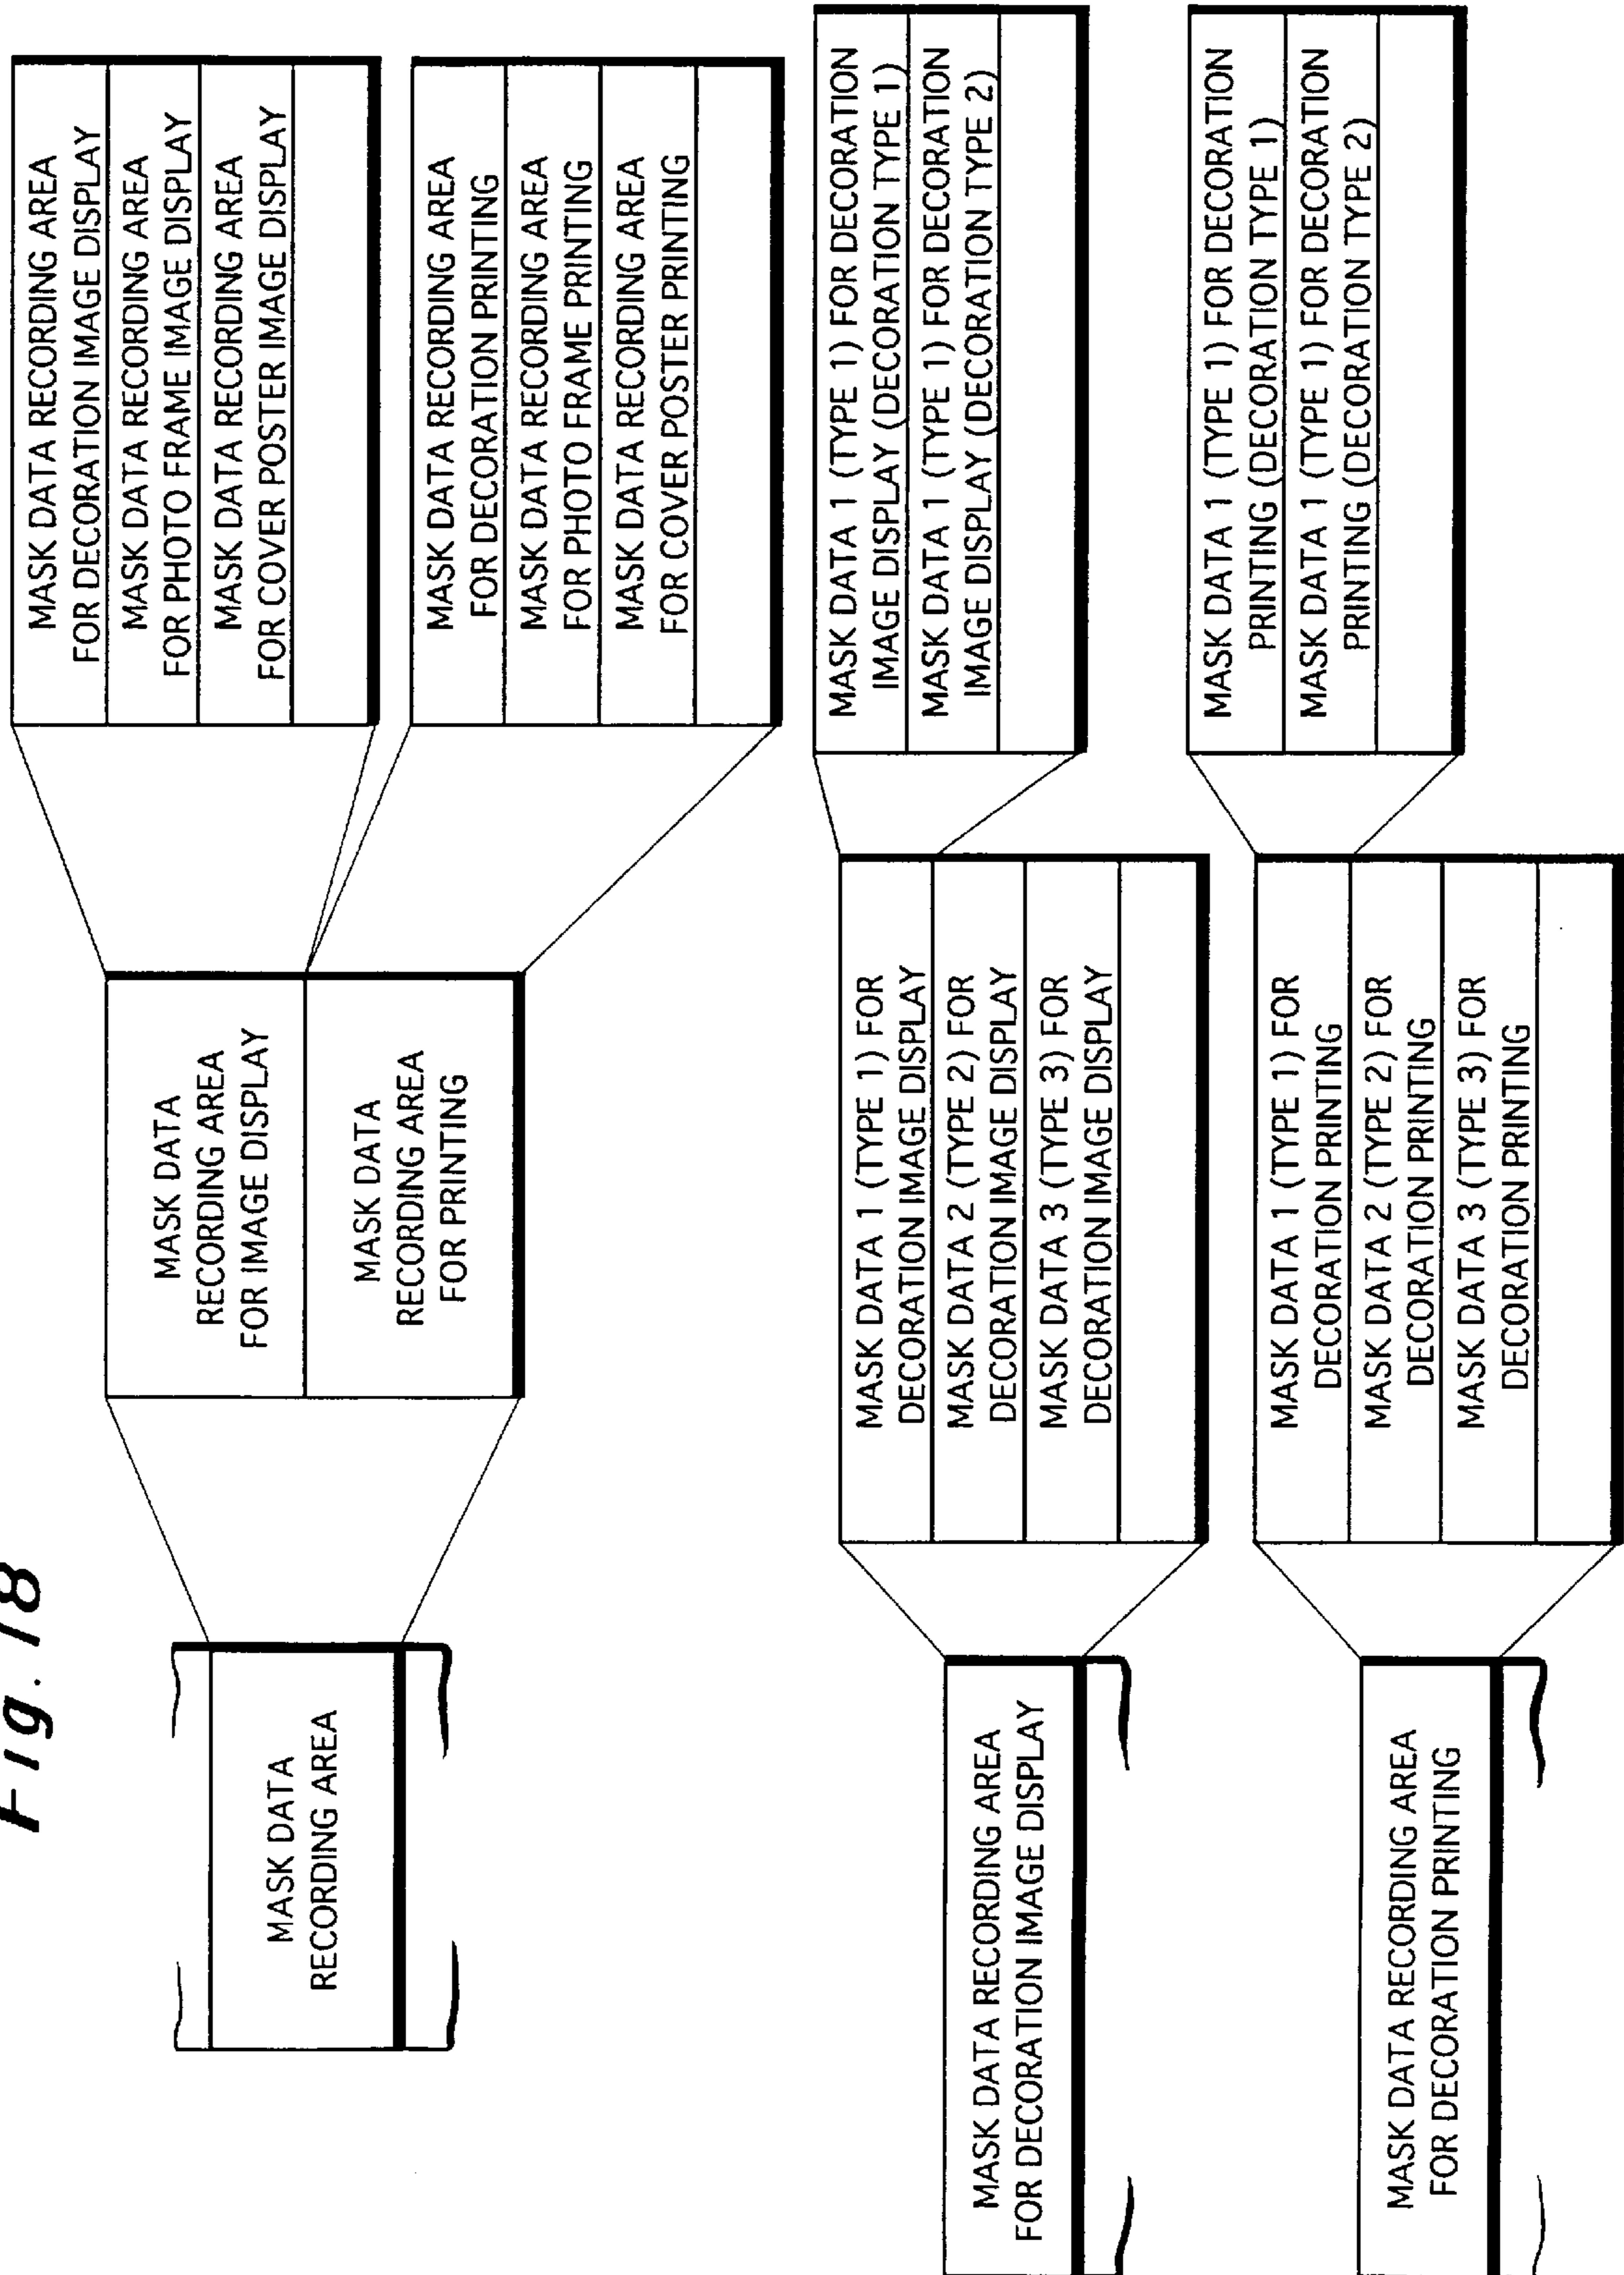 Fig. 18
MASK DATA
RECORDING AREA
MASK DATA
RECORDING AREA
FOR IMAGE DISPLAY
MASK DATA
RECORDING AREA
FOR PRINTING
MASK DATA RECORDING AREA
FOR DECORATION IMAGE DISPLAY
MASK DATA RECORDING AREA
FOR PHOTO FRAME IMAGE DISPLAY
MASK DATA RECORDING AREA
FOR COVER POSTER IMAGE DISPLAY
MASK DATA RECORDING AREA
FOR DECORATION PRINTING
MASK DATA RECORDING AREA
FOR PHOTO FRAME PRINTING
MASK DATA RECORDING AREA
FOR COVER POSTER PRINTING
MASK DATA RECORDING AREA
FOR DECORATION IMAGE DISPLAY
MASK DATA 1 (TYPE 1) FOR
DECORATION IMAGE DISPLAY
MASK DATA 2 (TYPE 2) FOR
DECORATION IMAGE DISPLAY
MASK DATA 3 (TYPE 3) FOR
DECORATION IMAGE DISPLAY
MASK DATA 1 (TYPE 1) FOR DECORATION
IMAGE DISPLAY (DECORATION TYPE 1)
MASK DATA 1 (TYPE 1) FOR DECORATION
IMAGE DISPLAY (DECORATION TYPE 2)
MASK DATA RECORDING AREA
FOR DECORATION PRINTING
MASK DATA 1 (TYPE 1) FOR
DECORATION PRINTING
MASK DATA 2 (TYPE 2) FOR
DECORATION PRINTING
MASK DATA 3 (TYPE 3) FOR
DECORATION PRINTING
MASK DATA 1 (TYPE 1) FOR DECORATION
PRINTING (DECORATION TYPE 1)
MASK DATA 1 (TYPE 1) FOR DECORATION
PRINTING (DECORATION TYPE 2)